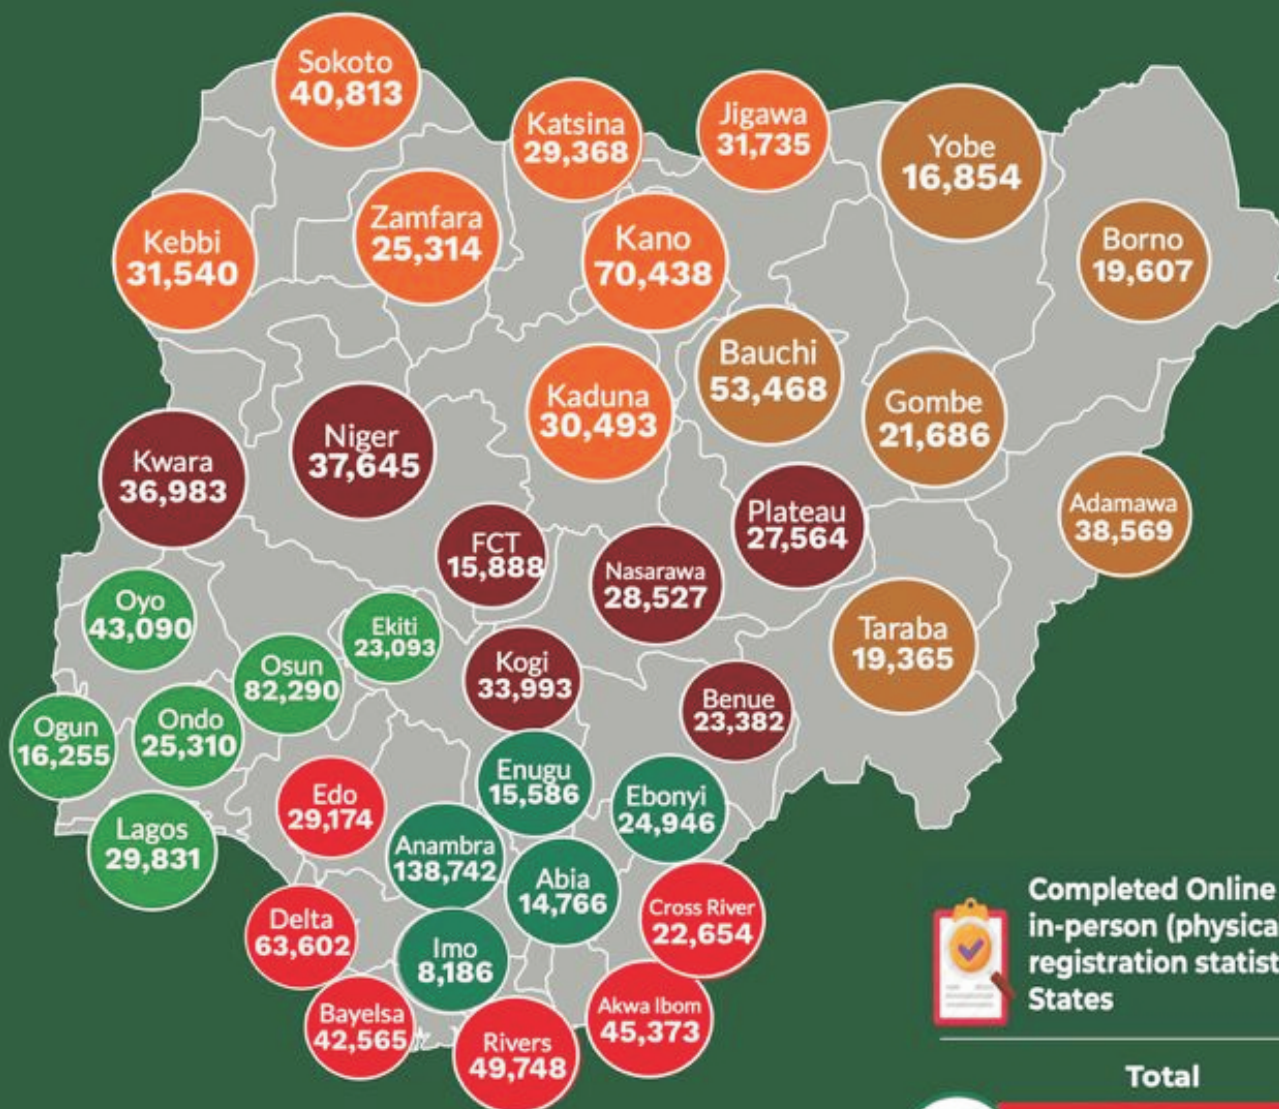 Sokoto
40,813
Katsina
29,368
Jigawa
31,735
Yobe
16,854
Kebbi
31,540
Zamfara
25,314
Kano
70,438
Borno
19,607
Kaduna
30,493
Bauchi
53,468
Gombe
21,686
Kwara
36,983
Niger
37,645
FCT
15,888
Nasarawa
28,527
Plateau
27,564
Adamawa
38,569
Oyo
43,090
Ekiti
23,093
Osun
82,290
Kogi
33,993
Benue
23,382
Taraba
19,365
Ogun
16,255
Ondo
25,310
Lagos
29,831
Edo
29,174
Enugu
15,586
Ebonyi
24,946
Anambra
138,742
Abia
14,766
Cross River
22,654
Delta
63,602
Imo
8,186
Bayelsa
42,565
Rivers
49,748
Akwa Ibom
45,373
Completed Online
in-person (physica
registration statist
States
Total